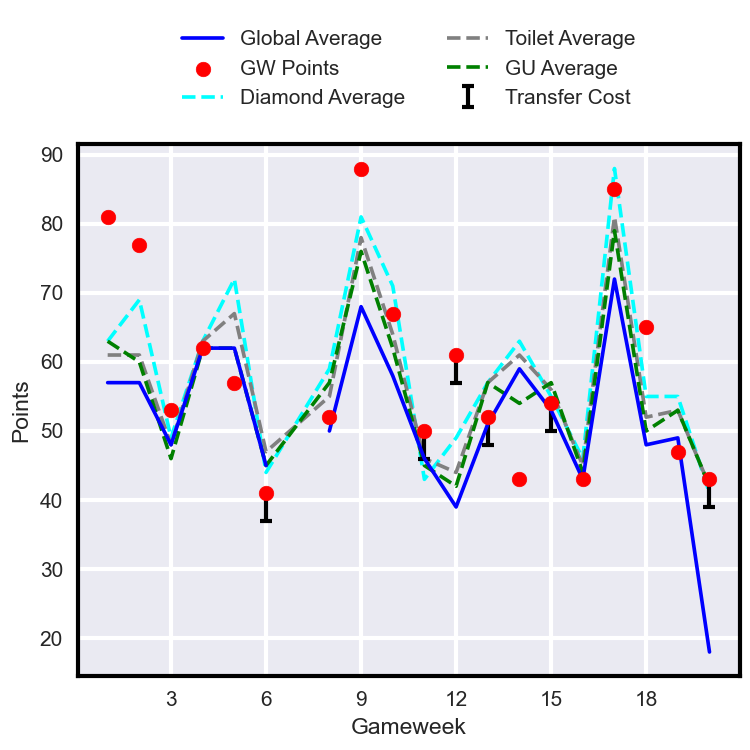 Global Average
GW Points
Diamond Average
Toilet Average
GU Average
Transfer Cost
90
80
70
60
50
40
30
20
Points
3 6 9 12 15 18
Gameweek